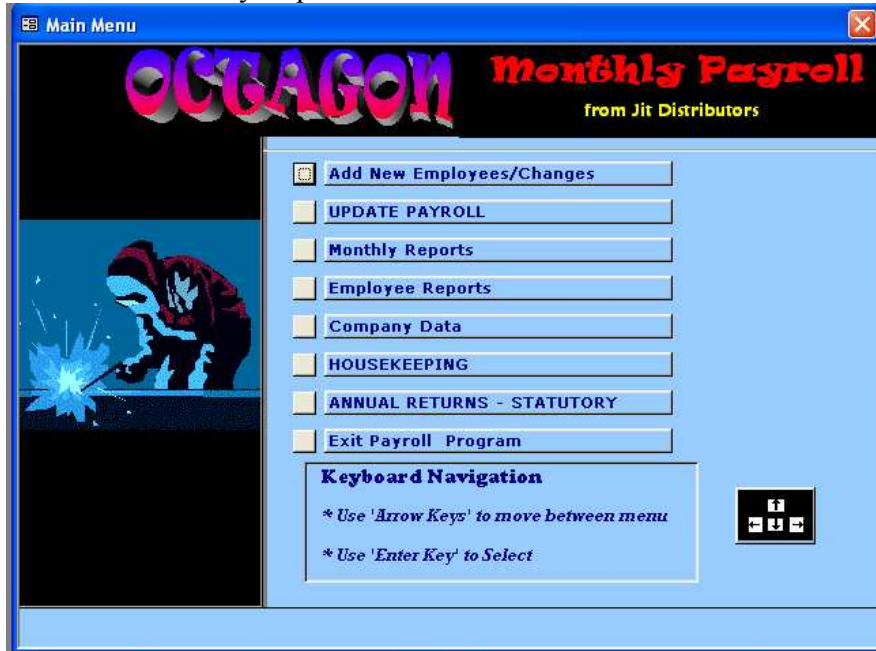 Main Menu
OCTAGON Monthly Payroll
from Jit Distributors
Add New Employees/Changes
UPDATE PAYROLL
Monthly Reports
Employee Reports
Company Data
HOUSEKEEPING
ANNUAL RETURNS - STATUTORY
Exit Payroll Program
Keyboard Navigation
* Use 'Arrow Keys' to move between menu
* Use 'Enter Key' to Select